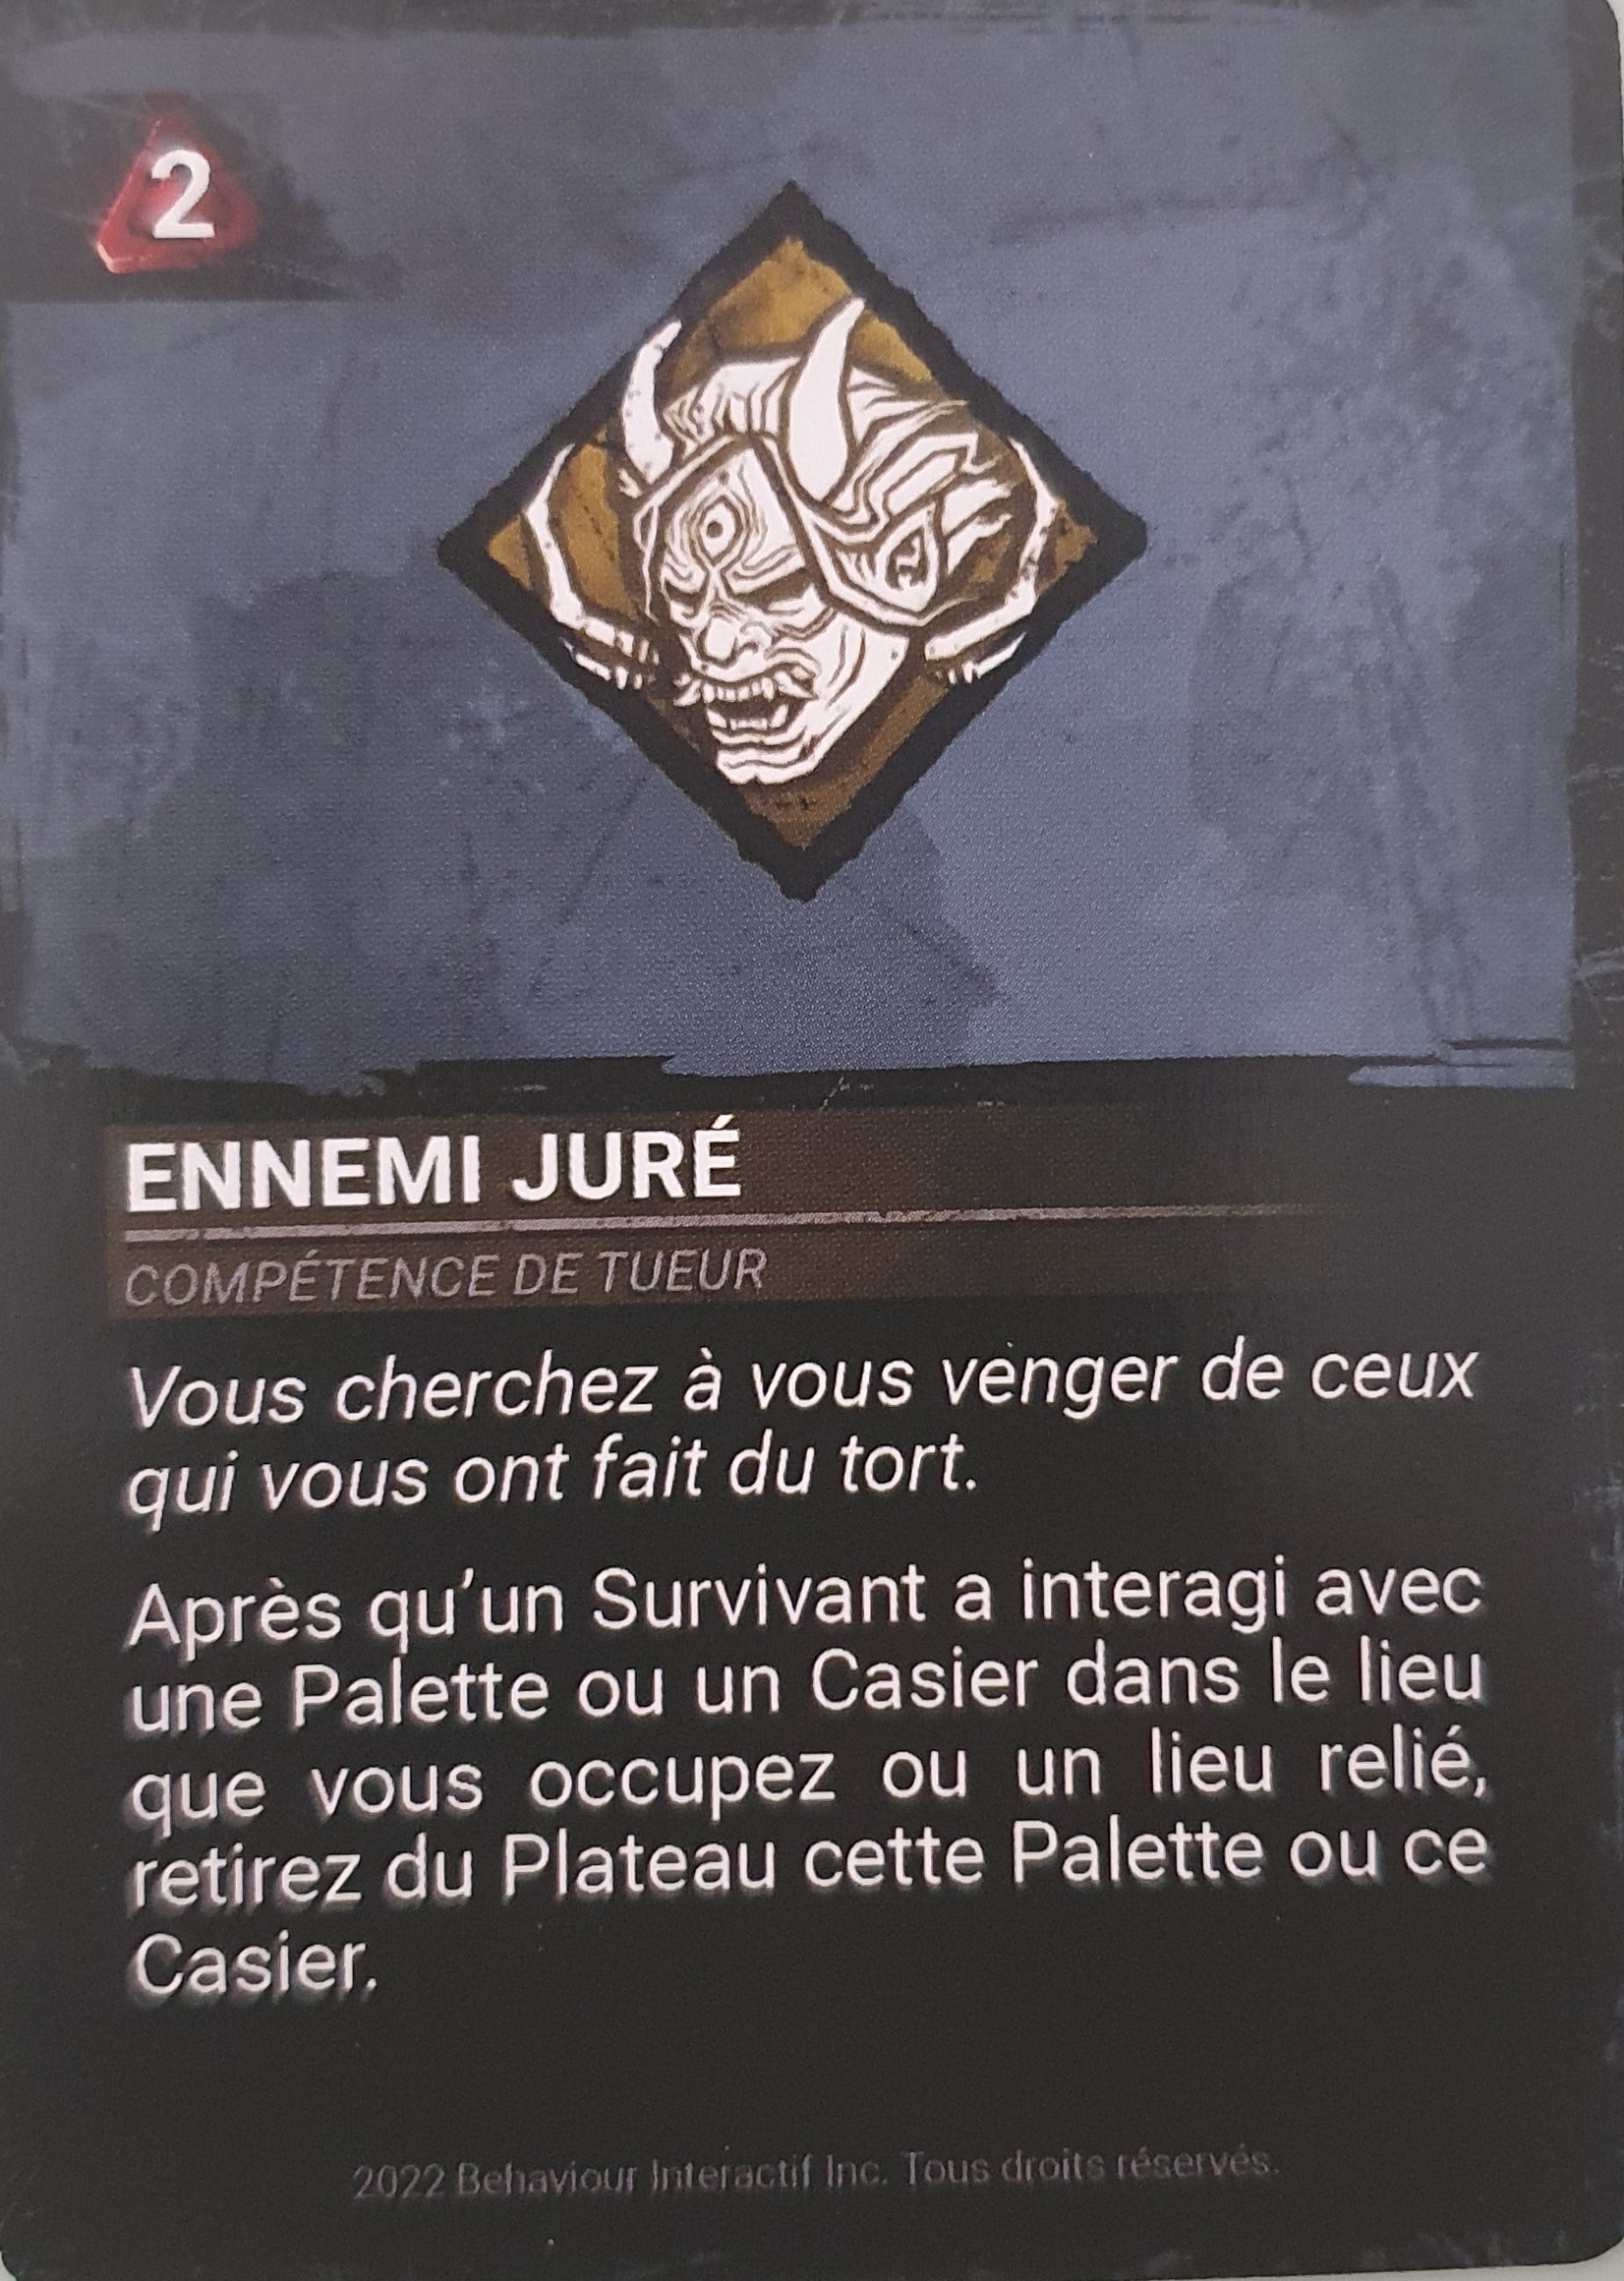 2
ENNEMI JURÉ
COMPÉTENCE DE TUEUR
Vous cherchez à vous venger de ceux
qui vous ont fait du tort.
Après qu'un Survivant a interagi avec
une Palette ou un Casier dans le lieu
que vous occupez ou un lieu relié,
retirez du Plateau cette Palette ou ce
Casier.
2022 Behaviour Interactif Inc. Tous droits réservés.